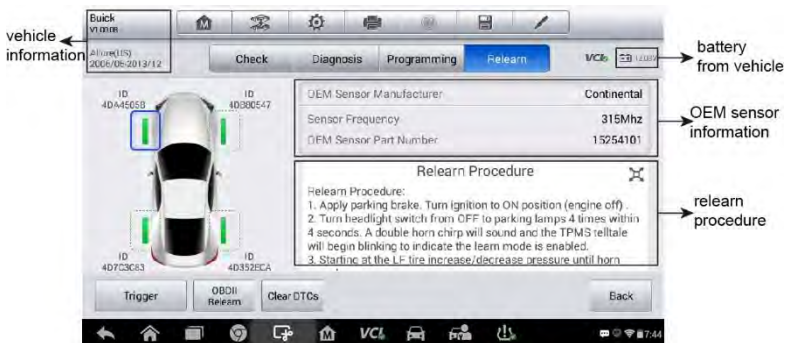 Buick
vehicle
information
Allure(US)
2006/06-2013/12
Check
Diagnosis
Programming
Relearn
VCI
battery
from vehicle
ID
4DA4505B
ID
4DB80547
OEM Sensor Manufacturer
Continental
Sensor Frequency
315Mhz
OEM Sensor Part Number
15254101
OEM sensor
information
Relearn Procedure
Relearn Procedure:
1. Apply parking brake. Turn ignition to ON position (engine off) .
2. Turn headlight switch from OFF to parking lamps 4 times within
4 seconds. A double horn chirp will sound and the TPMS telltale
will begin blinking to indicate the learn mode is enabled.
3. Starting at the LF tire increase/decrease pressure until horn
relearn
procedure
ID
4D7C3C83
ID
4D352ECA
Trigger
OBDII
Relearn
Clear DTCs
Back
VCI
7:44